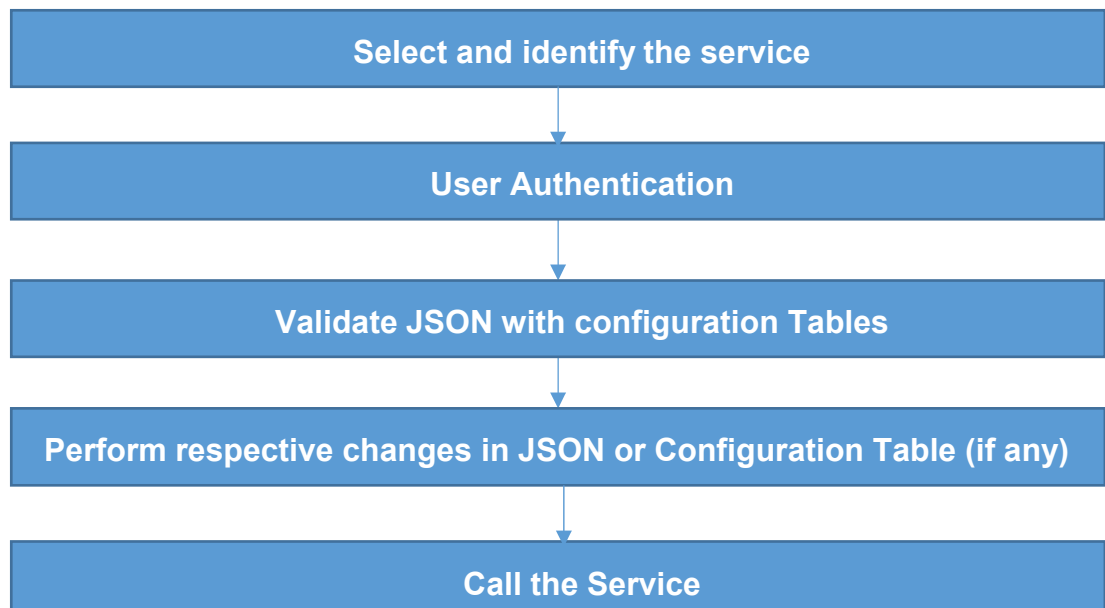 Select and identify the service
User Authentication
Validate JSON with configuration Tables
Perform respective changes in JSON or Configuration Table (if any)
Call the Service